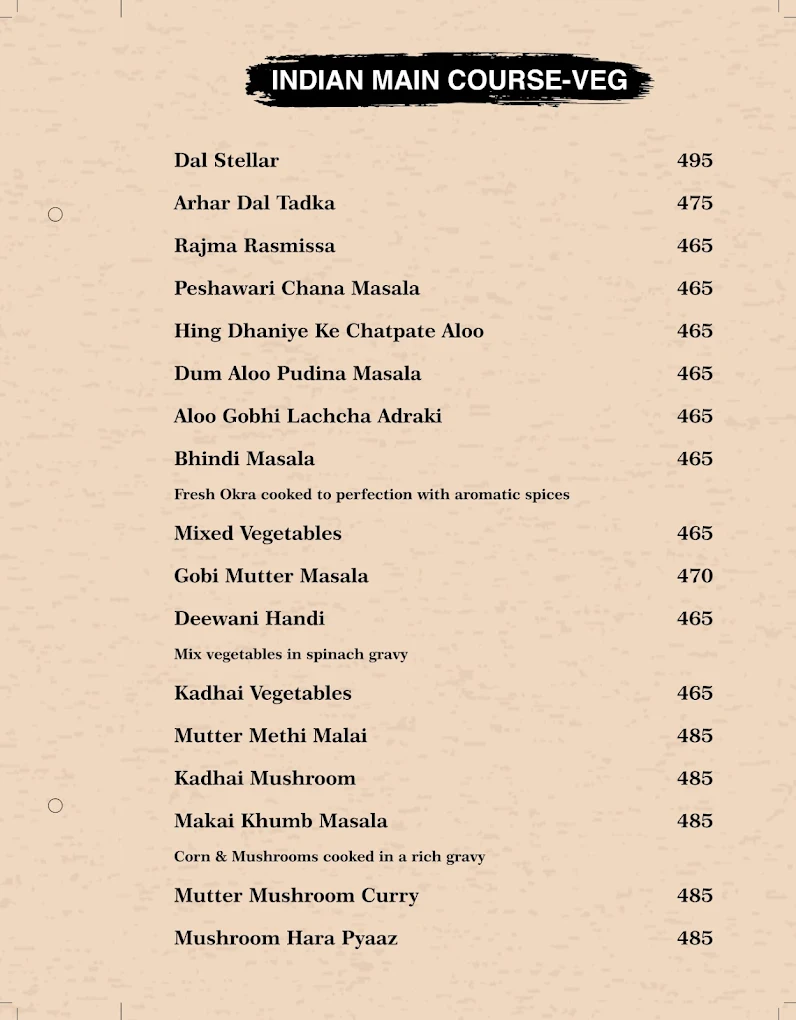 INDIAN MAIN COURSE-VEG
Dal Stellar 495
Arhar Dal Tadka 475
Rajma Rasmissa 465
Peshawari Chana Masala 465
Hing Dhaniye Ke Chatpate Aloo 465
Dum Aloo Pudina Masala 465
Aloo Gobhi Lachcha Adraki 465
Bhindi Masala 465
Fresh Okra cooked to perfection with aromatic spices
Mixed Vegetables 465
Gobi Mutter Masala 470
Deewani Handi 465
Mix vegetables in spinach gravy
Kadhai Vegetables 465
Mutter Methi Malai 485
Kadhai Mushroom 485
Makai Khumb Masala 485
Corn & Mushrooms cooked in a rich gravy
Mutter Mushroom Curry 485
Mushroom Hara Pyaaz 485